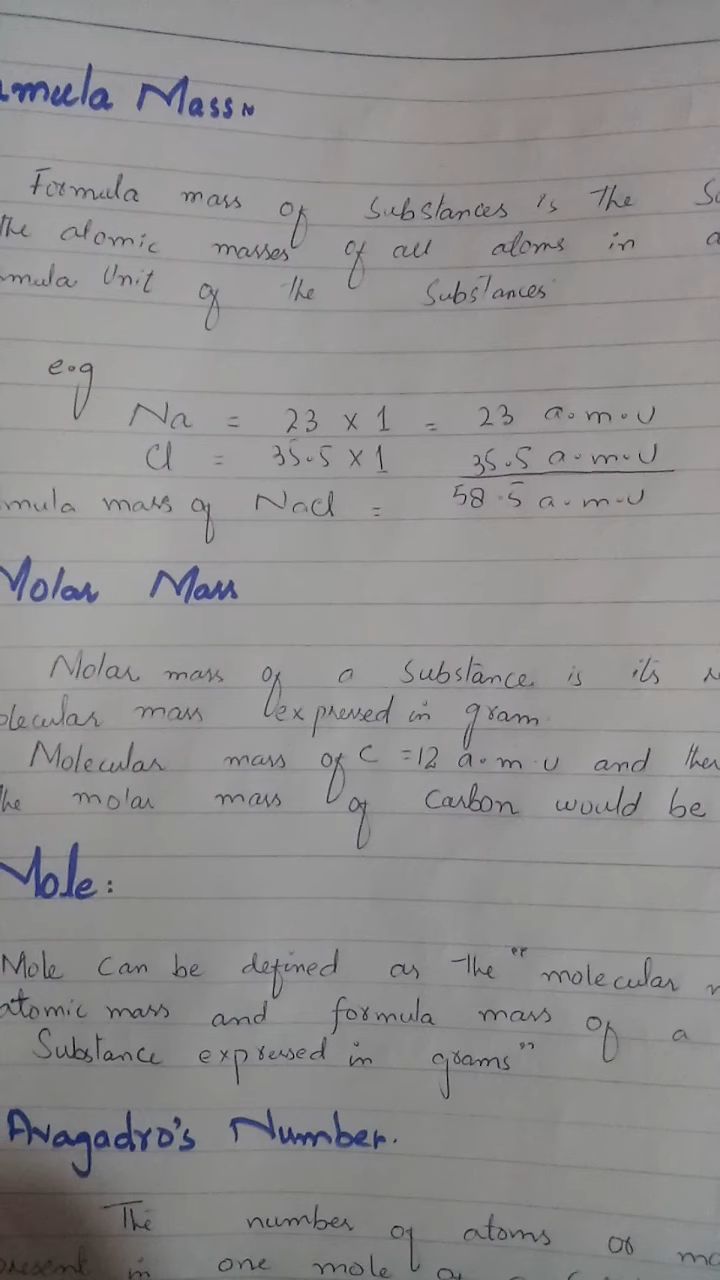 mula Mass
Formula mass of Substances is the
the atomic masses of all atoms in a
mula Unit of the Substances
e.g
Na = 23 x 1 = 23 a.m.u
Cl = 35.5 x 1 35.5 a.m.u
mula mass of NaCl = 58.5 a.m.u
Molar Mass
Molar mass of a Substance is its
olecular mass expressed in gram
Molecular mass of C = 12 a.m.u and ther
the molar mass of Carbon would be
Mole:
Mole can be defined as the "molecular
atomic mass and formula mass of a
Substance expressed in grams"
Avagadro's Number.
The number of atoms or mo
present in one mole